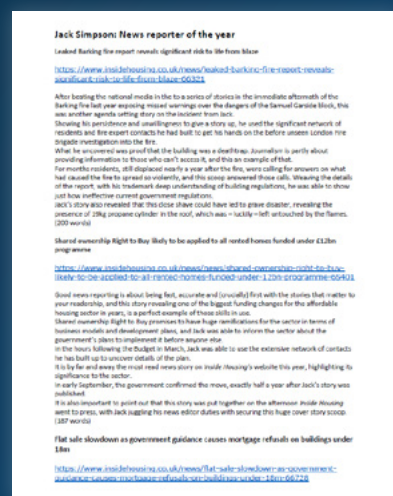 Jack Simpson: News reporter of the year
Leaked Barking fire report reveals significant risk to life from blaze
https://www.insidehousing.co.uk/news/leaked-barking-fire-report-reveals-
significant-risk-to-life-from-blaze-66321
After beating the national media in the to a series of stories in the immediate aftermath of the
Barking fire last year exposing missed warnings over the dangers of the Samuel Garside block, this
was another agenda setting story on the incident from Jack.
Showing his persistence and unwillingness to give a story up, he used the significant network of
residents and fire expert contacts he had built to get his hands on the before unseen London Fire
Brigade investigation into the fire.
What he uncovered was proof that the building was a deathtrap. Journalism is partly about
providing information to those who can't access it, and this an example of that.
For months residents, still displaced nearly a year after the fire, were calling for answers on what
had caused the fire to spread so violently, and this scoop answered those calls. Weaving the details
of the report, with his trademark deep understanding of building regulations, he was able to show
just how ineffective current government regulations.
Jack's story also revealed that this close shave could have led to grave disaster, revealing the
presence of 19kg propane cylinder in the roof, which was – luckily – left untouched by the flames.
(200 words)
Shared ownership Right to Buy likely to be applied to all rented homes funded under £12bn
programme
https://www.insidehousing.co.uk/news/news/shared-ownership-right-to-buy-
likely-to-be-applied-to-all-rented-homes-funded-under-12bn-programme-65401
Good news reporting is about being fast, accurate and (crucially) first with the stories that matter to
your readership, and this story revealing one of the biggest funding changes for the affordable
housing sector in years, is a perfect example of those skills in use.
Shared ownership Right to Buy promises to have huge ramifications for the sector in terms of
business models and development plans, and Jack was able to inform the sector about the
government's plans to implement it before anyone else.
In the hours following the Budget in March, Jack was able to use the extensive network of contacts
he has built up to uncover details of the plan.
It is by far and away the most read news story on Inside Housing's website this year, highlighting its
significance to the sector.
In early September, the government confirmed the move, exactly half a year after Jack's story was
published.
It is also important to point out that this story was put together on the afternoon Inside Housing
went to press, with Jack juggling his news editor duties with securing this huge cover story scoop.
(187 words)
Flat sale slowdown as government guidance causes mortgage refusals on buildings under
18m
https://www.insidehousing.co.uk/news/flat-sale-slowdown-as-government-
guidance-causes-mortgage-refusals-on-buildings-under-18m-66728